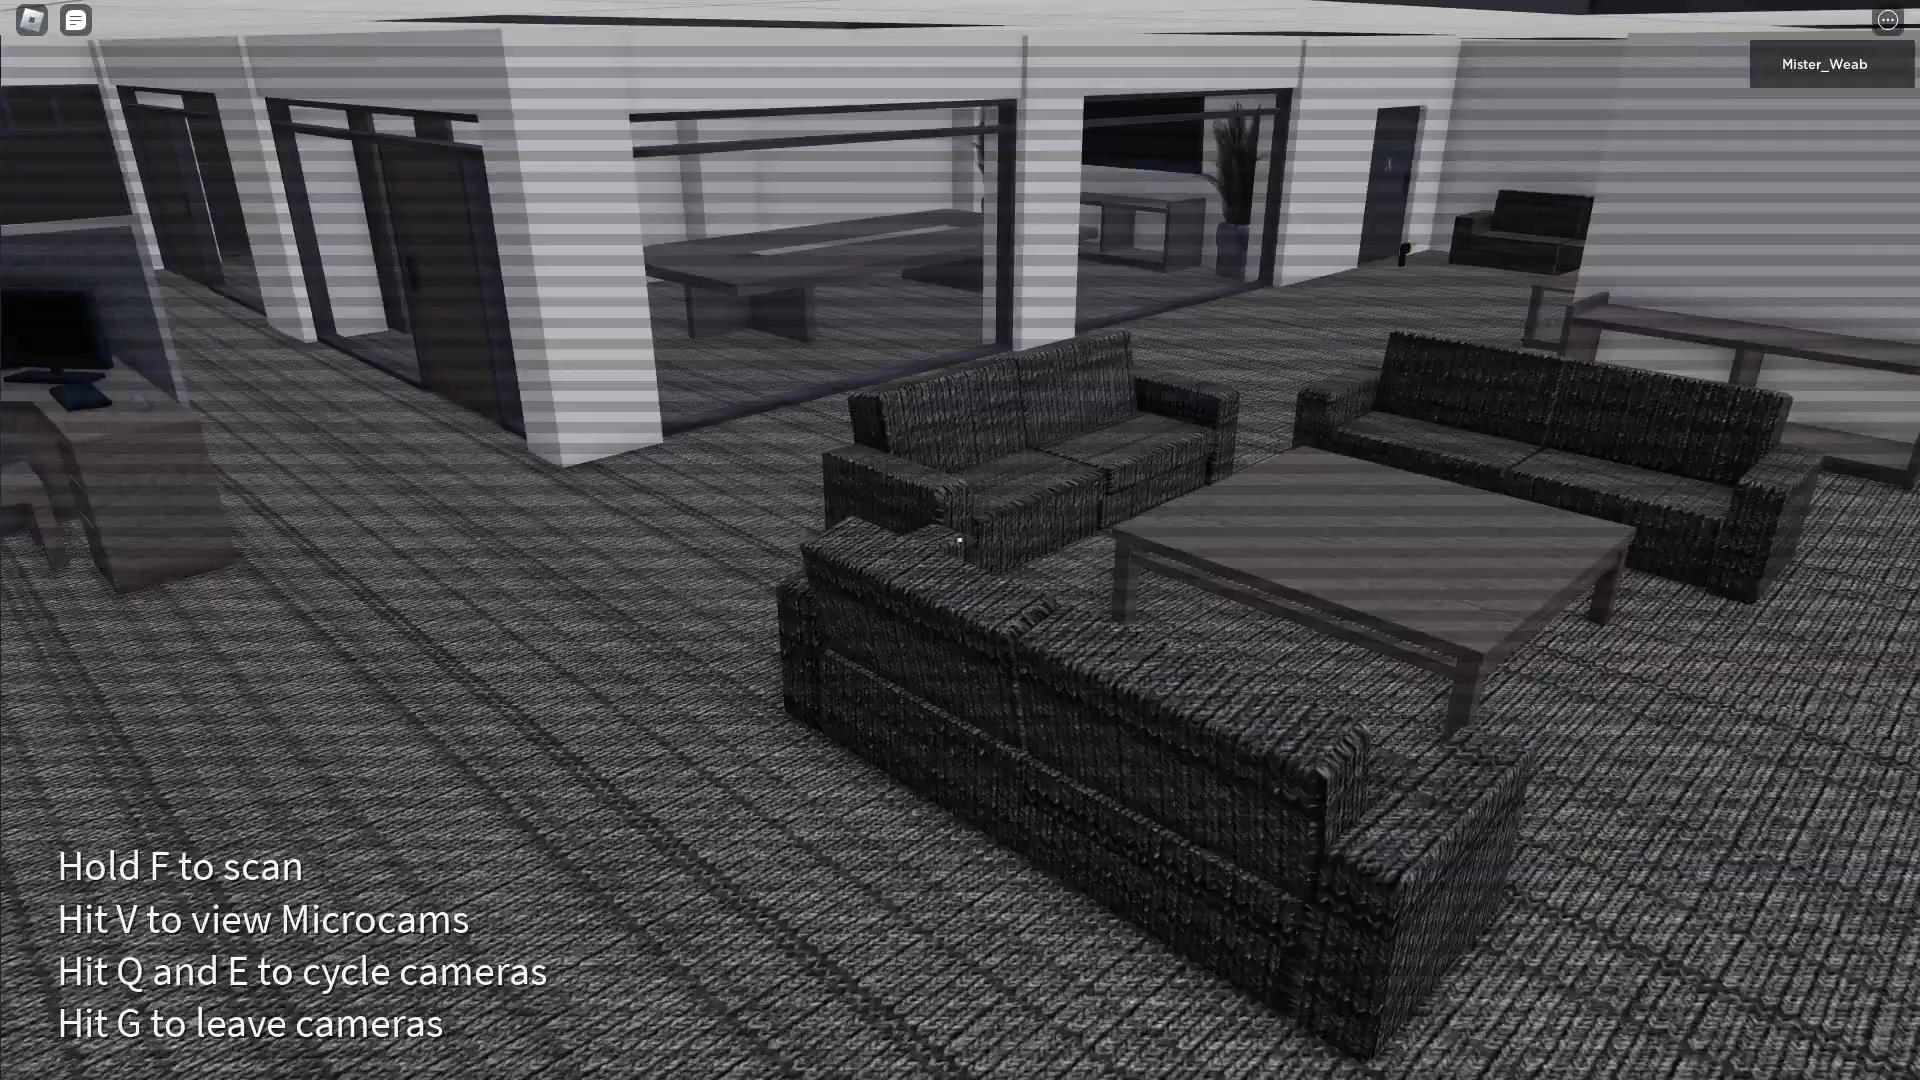 Mister_Weab
Hold F to scan
Hit V to view Microcams
Hit Q and E to cycle cameras
Hit G to leave cameras